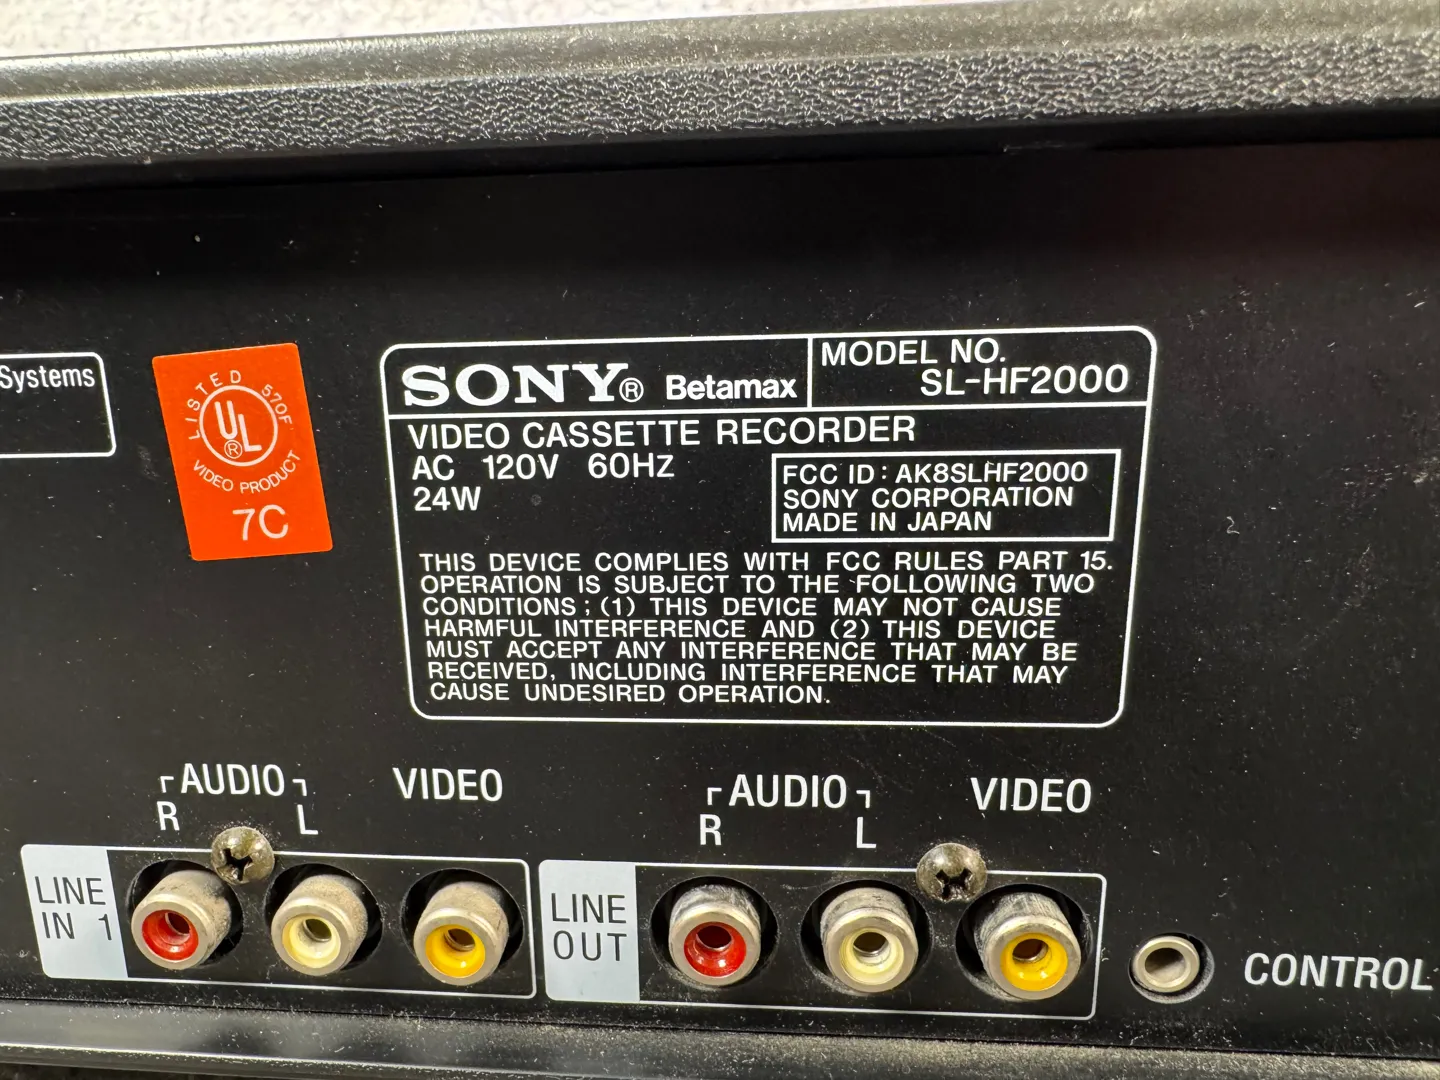 Systems
LISTED 570F
UL®
VIDEO PRODUCT
7C
SONY® Betamax
MODEL NO.
SL-HF2000
VIDEO CASSETTE RECORDER
AC 120V 60HZ
24W
FCC ID: AK8SLHF2000
SONY CORPORATION
MADE IN JAPAN
THIS DEVICE COMPLIES WITH FCC RULES PART 15.
OPERATION IS SUBJECT TO THE FOLLOWING TWO
CONDITIONS; (1) THIS DEVICE MAY NOT CAUSE
HARMFUL INTERFERENCE AND (2) THIS DEVICE
MUST ACCEPT ANY INTERFERENCE THAT MAY BE
RECEIVED, INCLUDING INTERFERENCE THAT MAY
CAUSE UNDESIRED OPERATION.
AUDIO VIDEO
R L
LINE
IN 1
AUDIO VIDEO
R L
LINE
OUT
CONTROL